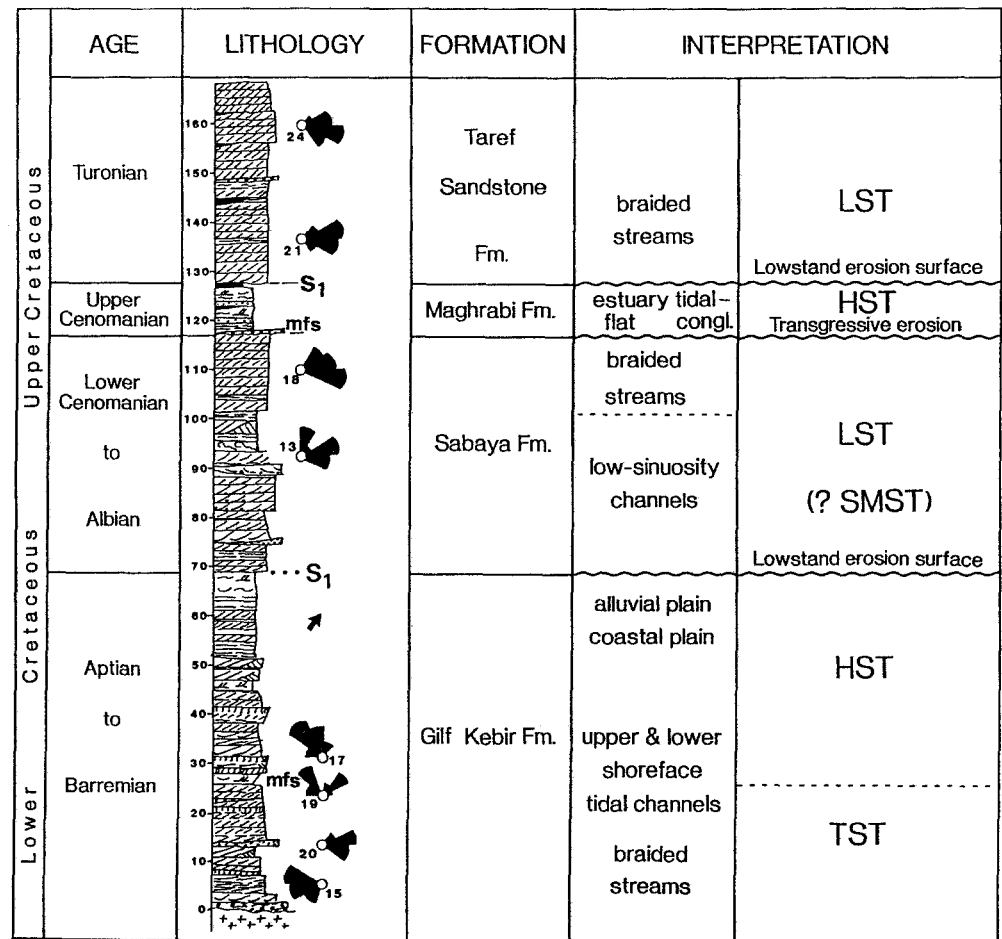 AGE
LITHOLOGY
FORMATION
INTERPRETATION
Upper Cretaceous
Lower Cretaceous
Turonian
Upper
Cenomanian
Lower
Cenomanian
to
Albian
Aptian
to
Barremian
160
150
140
130
120
110
100
90
80
70
60
50
40
30
20
10
0
24
21
S1
mfs
18
13
S1
17
mfs
19
20
15
Taref
Sandstone
Fm.
Maghrabi Fm.
Sabaya Fm.
Gilf Kebir Fm.
braided
streams
estuary tidal-
flat congl.
braided
streams
low-sinuosity
channels
alluvial plain
coastal plain
upper & lower
shoreface
tidal channels
braided
streams
LST
Lowstand erosion surface
HST
Transgressive erosion
LST
(? SMST)
Lowstand erosion surface
HST
TST